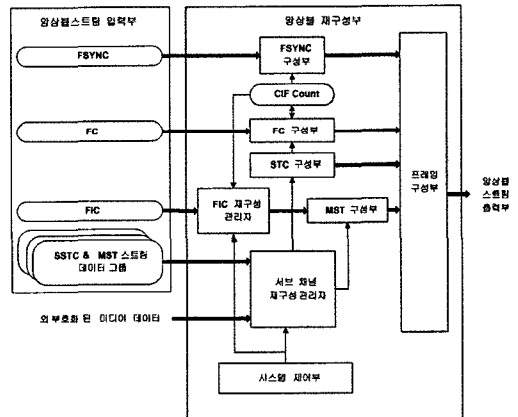 앙상블스트림 입력부
앙상블 재구성부
FSYNC
FSYNC
구성부
CIF Count
FC
FC 구성부
STC 구성부
프레임
구성부
앙상블
스트림
출력부
FIC
FIC 재구성
관리자
MST 구성부
SSTC & MST 스트림
데이터 그룹
서브 채널
재구성 관리자
외 부호화 된 미디어 데이터
시스템 제어부